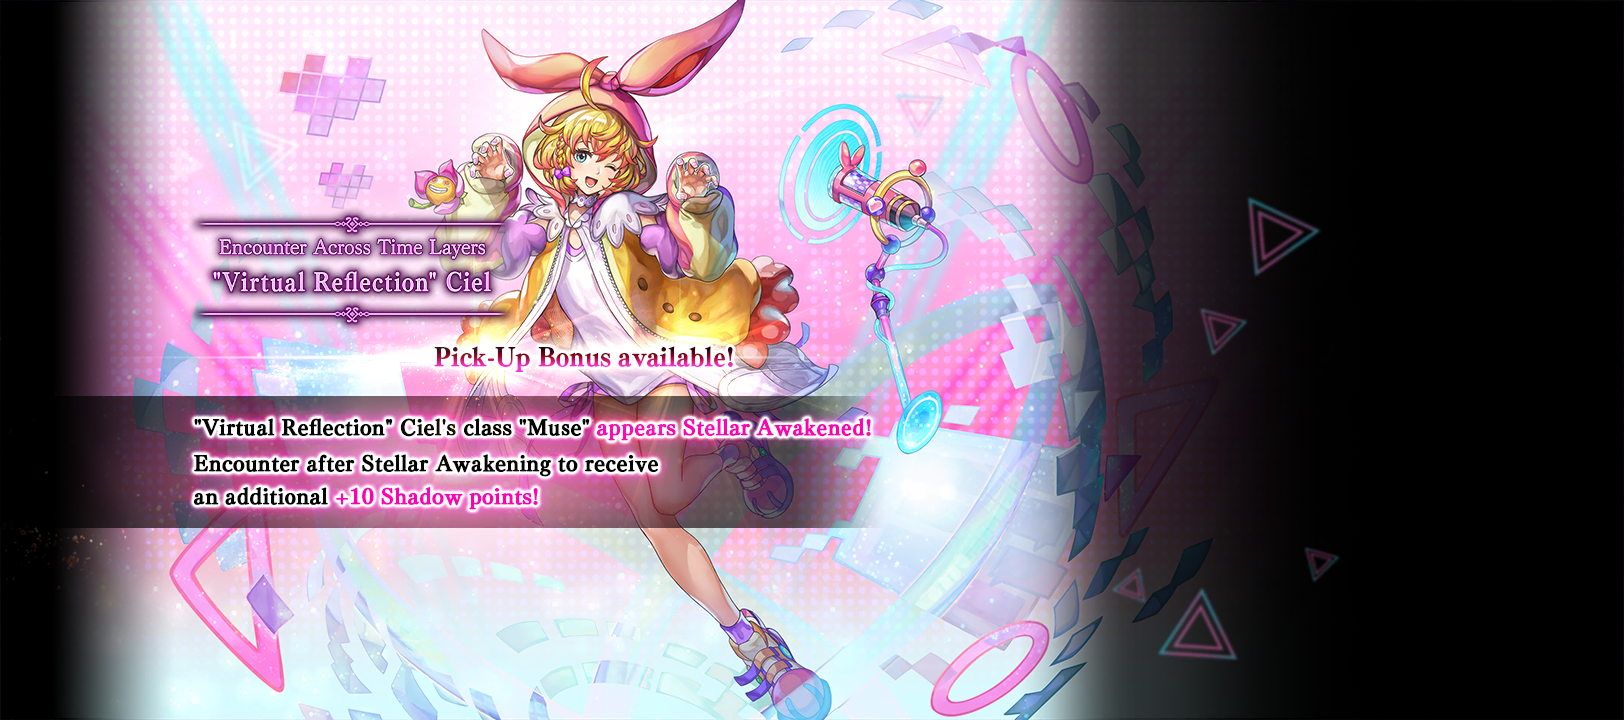 Encounter Across Time Layers
"Virtual Reflection" Ciel
Pick-Up Bonus available!
"Virtual Reflection" Ciel's class "Muse" appears Stellar Awakened!
Encounter after Stellar Awakening to receive
an additional +10 Shadow points!